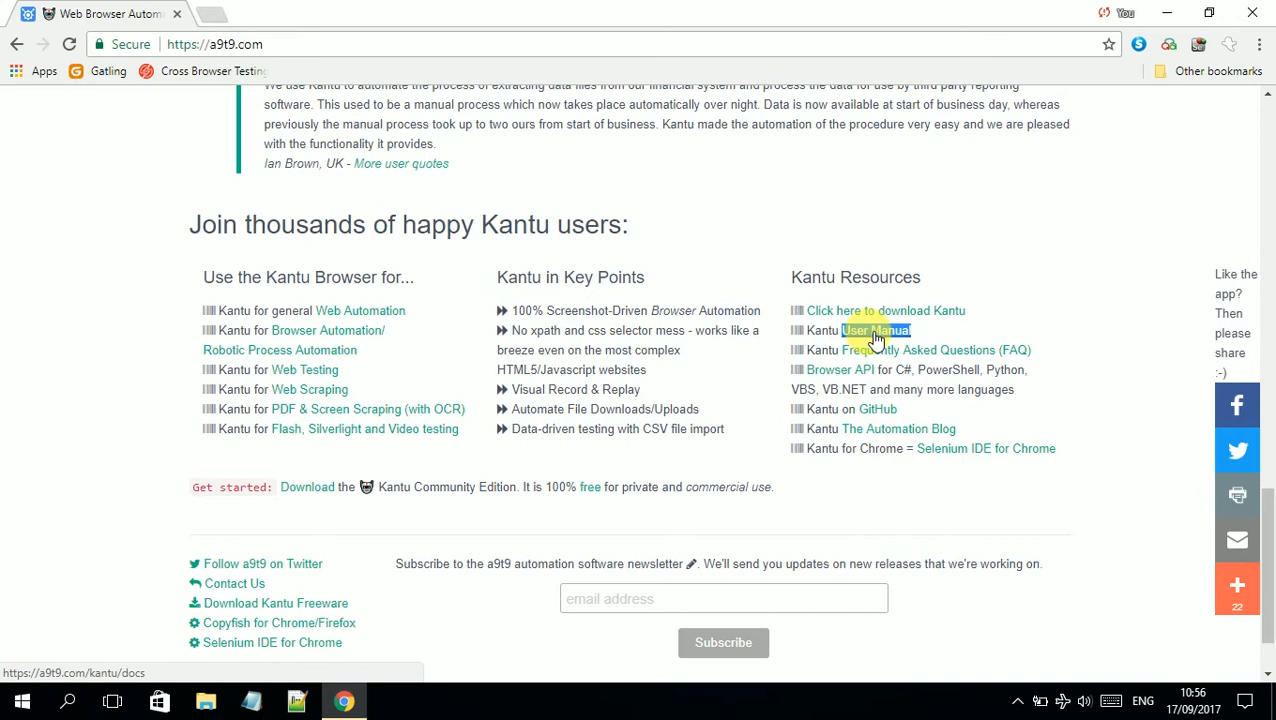 Web Browser Autom
You
Secure
https://a9t9.com
Apps
Gatling
Cross Browser Testing
Other bookmarks
We use Kantu to automate the process of extracting data files from our financial system and process the data for use by third party reporting
software. This used to be a manual process which now takes place automatically over night. Data is now available at start of business day, whereas
previously the manual process took up to two ours from start of business. Kantu made the automation of the procedure very easy and we are pleased
with the functionality it provides.
Ian Brown, UK - More user quotes
Join thousands of happy Kantu users:
Use the Kantu Browser for...
Kantu for general Web Automation
Kantu for Browser Automation/
Robotic Process Automation
Kantu for Web Testing
Kantu for Web Scraping
Kantu for PDF & Screen Scraping (with OCR)
Kantu for Flash, Silverlight and Video testing
Kantu in Key Points
100% Screenshot-Driven Browser Automation
No xpath and css selector mess - works like a
breeze even on the most complex
HTML5/Javascript websites
Visual Record & Replay
Automate File Downloads/Uploads
Data-driven testing with CSV file import
Kantu Resources
Click here to download Kantu
Kantu User Manual
Kantu Frequently Asked Questions (FAQ)
Browser API for C#, PowerShell, Python,
VBS, VB.NET and many more languages
Kantu on GitHub
Kantu The Automation Blog
Kantu for Chrome = Selenium IDE for Chrome
Like the
app?
Then
please
share
:-)
22
Get started: Download the Kantu Community Edition. It is 100% free for private and commercial use.
Follow a9t9 on Twitter
Contact Us
Download Kantu Freeware
Copyfish for Chrome/Firefox
Selenium IDE for Chrome
Subscribe to the a9t9 automation software newsletter. We'll send you updates on new releases that we're working on.
email address
Subscribe
https://a9t9.com/kantu/docs
ENG
10:56
17/09/2017